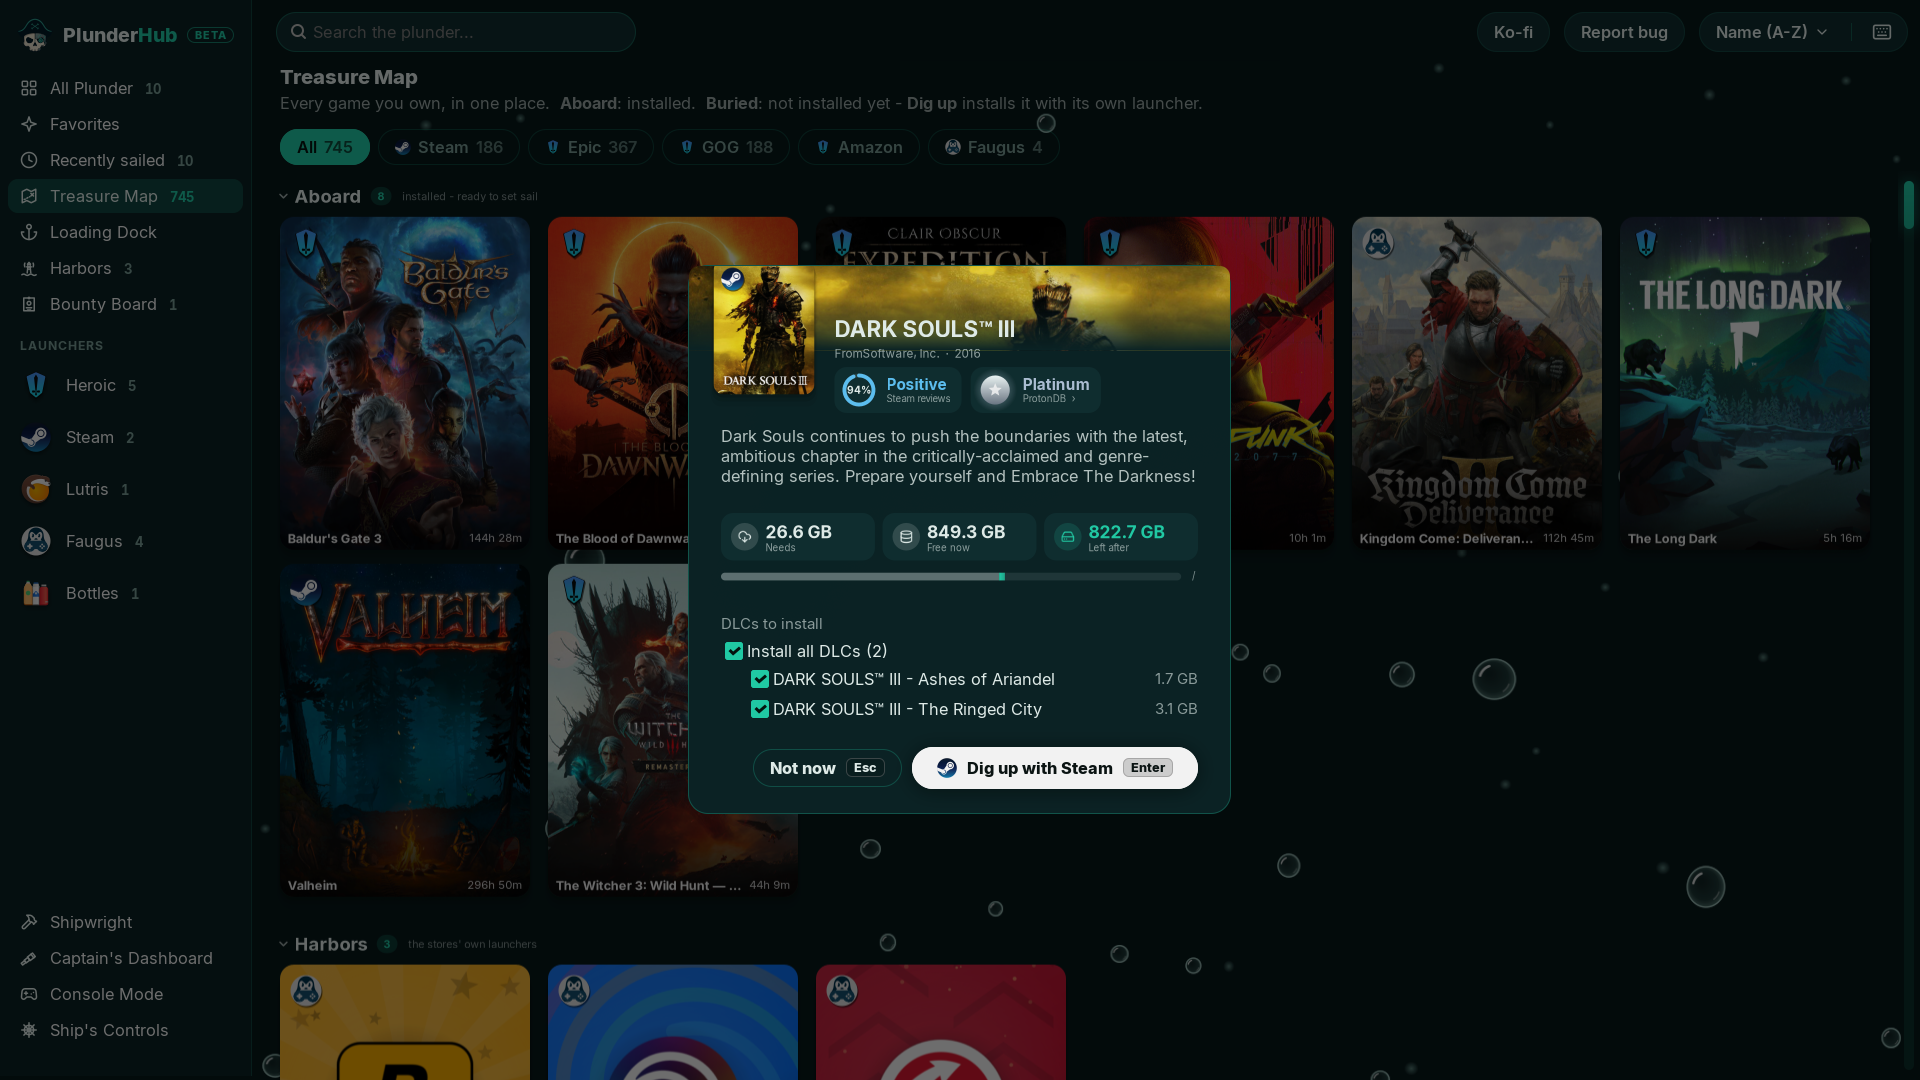 PlunderHub BETA
Search the plunder...
Ko-fi
Report bug
Name (A-Z)
All Plunder 10
Favorites
Recently sailed 10
Treasure Map 745
Loading Dock
Harbors 3
Bounty Board 1
LAUNCHERS
Heroic 5
Steam 2
Lutris 1
Faugus 4
Bottles 1
Shipwright
Captain's Dashboard
Console Mode
Ship's Controls
Treasure Map
Every game you own, in one place. Aboard: installed. Buried: not installed yet - Dig up installs it with its own launcher.
All 745
Steam 186
Epic 367
GOG 188
Amazon
Faugus 4
Aboard 8 installed - ready to set sail
BALDUR'S GATE
Baldur's Gate 3 144h 28m
THE BLOO
DAWNWA
The Blood of Dawnwa
CLAIR OBSCUR
EXPEDITION
PUNK
2077
10h 1m
Kingdom Come
II
Deliverance
Kingdom Come: Deliveran... 112h 45m
THE LONG DARK
The Long Dark 5h 16m
VALHEIM
Valheim 296h 50m
THE
WITCH
WILD H
REMASTER
The Witcher 3: Wild Hunt — ... 44h 9m
DARK SOULS III
DARK SOULS™ III
FromSoftware, Inc. · 2016
94% Positive
Steam reviews
Platinum
ProtonDB ›
Dark Souls continues to push the boundaries with the latest,
ambitious chapter in the critically-acclaimed and genre-
defining series. Prepare yourself and Embrace The Darkness!
26.6 GB
Needs
849.3 GB
Free now
822.7 GB
Left after
/
DLCs to install
Install all DLCs (2)
DARK SOULS™ III - Ashes of Ariandel 1.7 GB
DARK SOULS™ III - The Ringed City 3.1 GB
Not now Esc
Dig up with Steam Enter
Harbors 3 the stores' own launchers